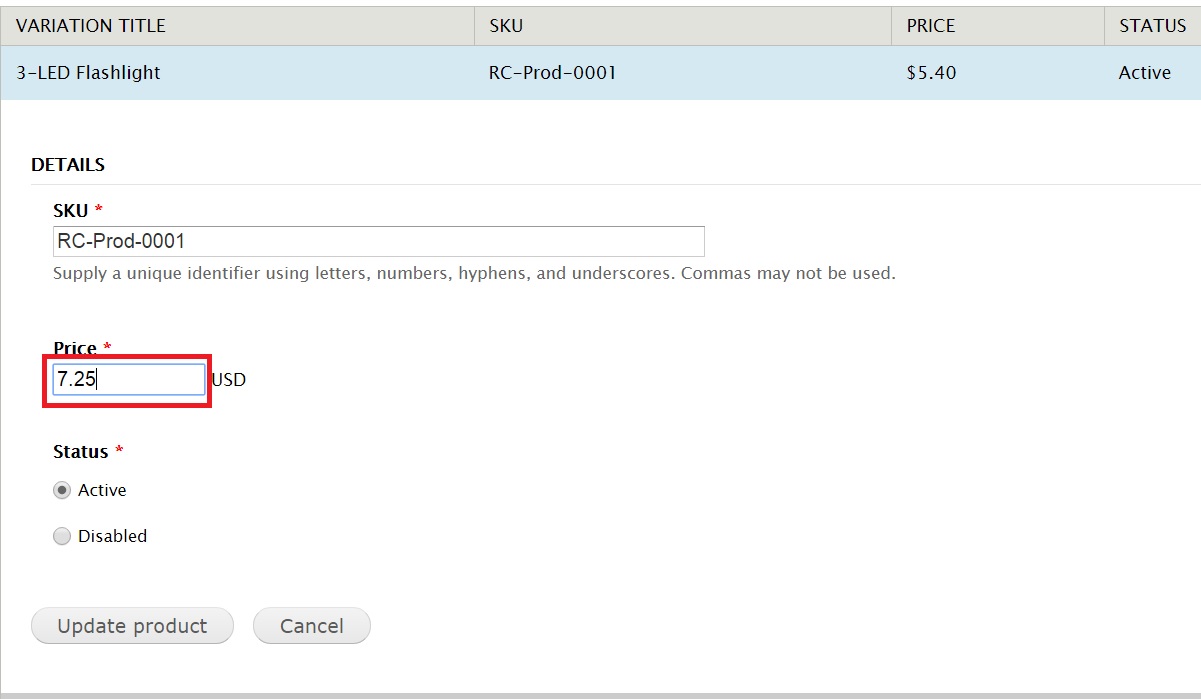 VARIATION TITLE SKU PRICE STATUS
3-LED Flashlight RC-Prod-0001 $5.40 Active
DETAILS
SKU *
RC-Prod-0001
Supply a unique identifier using letters, numbers, hyphens, and underscores. Commas may not be used.
Price *
7.25 USD
Status *
Active
Disabled
Update product Cancel